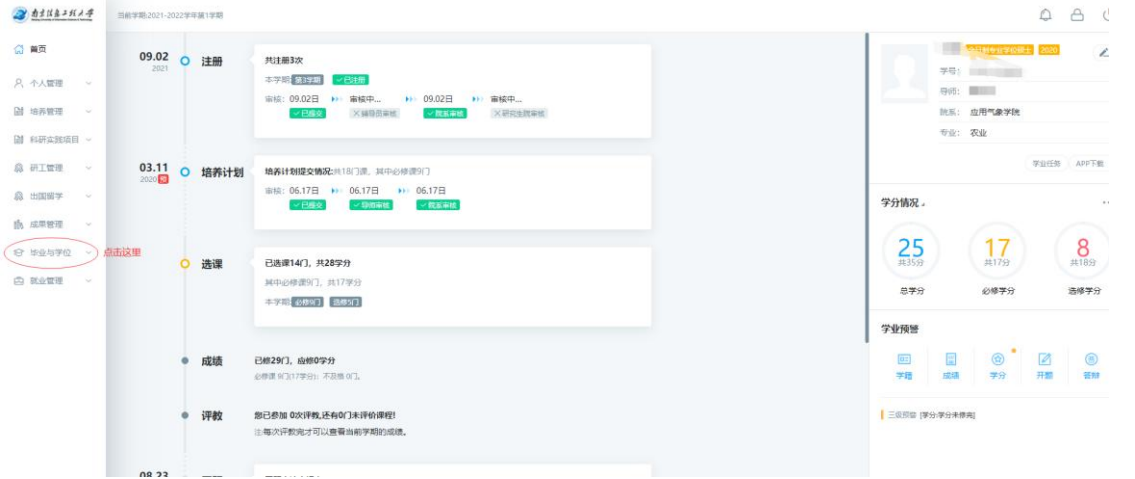 南京信息工程大学
当前学期:2021-2022学年第1学期
首页
个人管理
培养管理
科研实践项目
研工管理
出国留学
成果管理
毕业与学位
点击这里
就业管理
09.02
2021
注册
共注册3次
本学期: 第3学期 已注册
审核: 09.02日 审核中... 09.02日 审核中...
已提交 辅导员审核 院系审核 研究生院审核
03.11
2020
培养计划
培养计划提交情况:共18门课，其中必修课9门
审核: 06.17日 06.17日 06.17日
已提交 导师审核 院系审核
选课
已选课14门，共28学分
其中必修课9门，共17学分
本学期: 必修9门 选修5门
成绩
已修29门，应修0学分
必修课 9门(17学分)；不及格 0门。
评教
您已参加 0次评教,还有0门未评价课程!
注:每次评教完才可以查看当前学期的成绩。
08.23
全日制专业学位硕士 2020
学号:
导师:
院系: 应用气象学院
专业: 农业
学业任务 APP下载
学分情况
25
共35分
总学分
17
共17分
必修学分
8
共18分
选修学分
学业预警
学籍 成绩 学分 开题 答辩
三级预警 [学分:学分未修完]